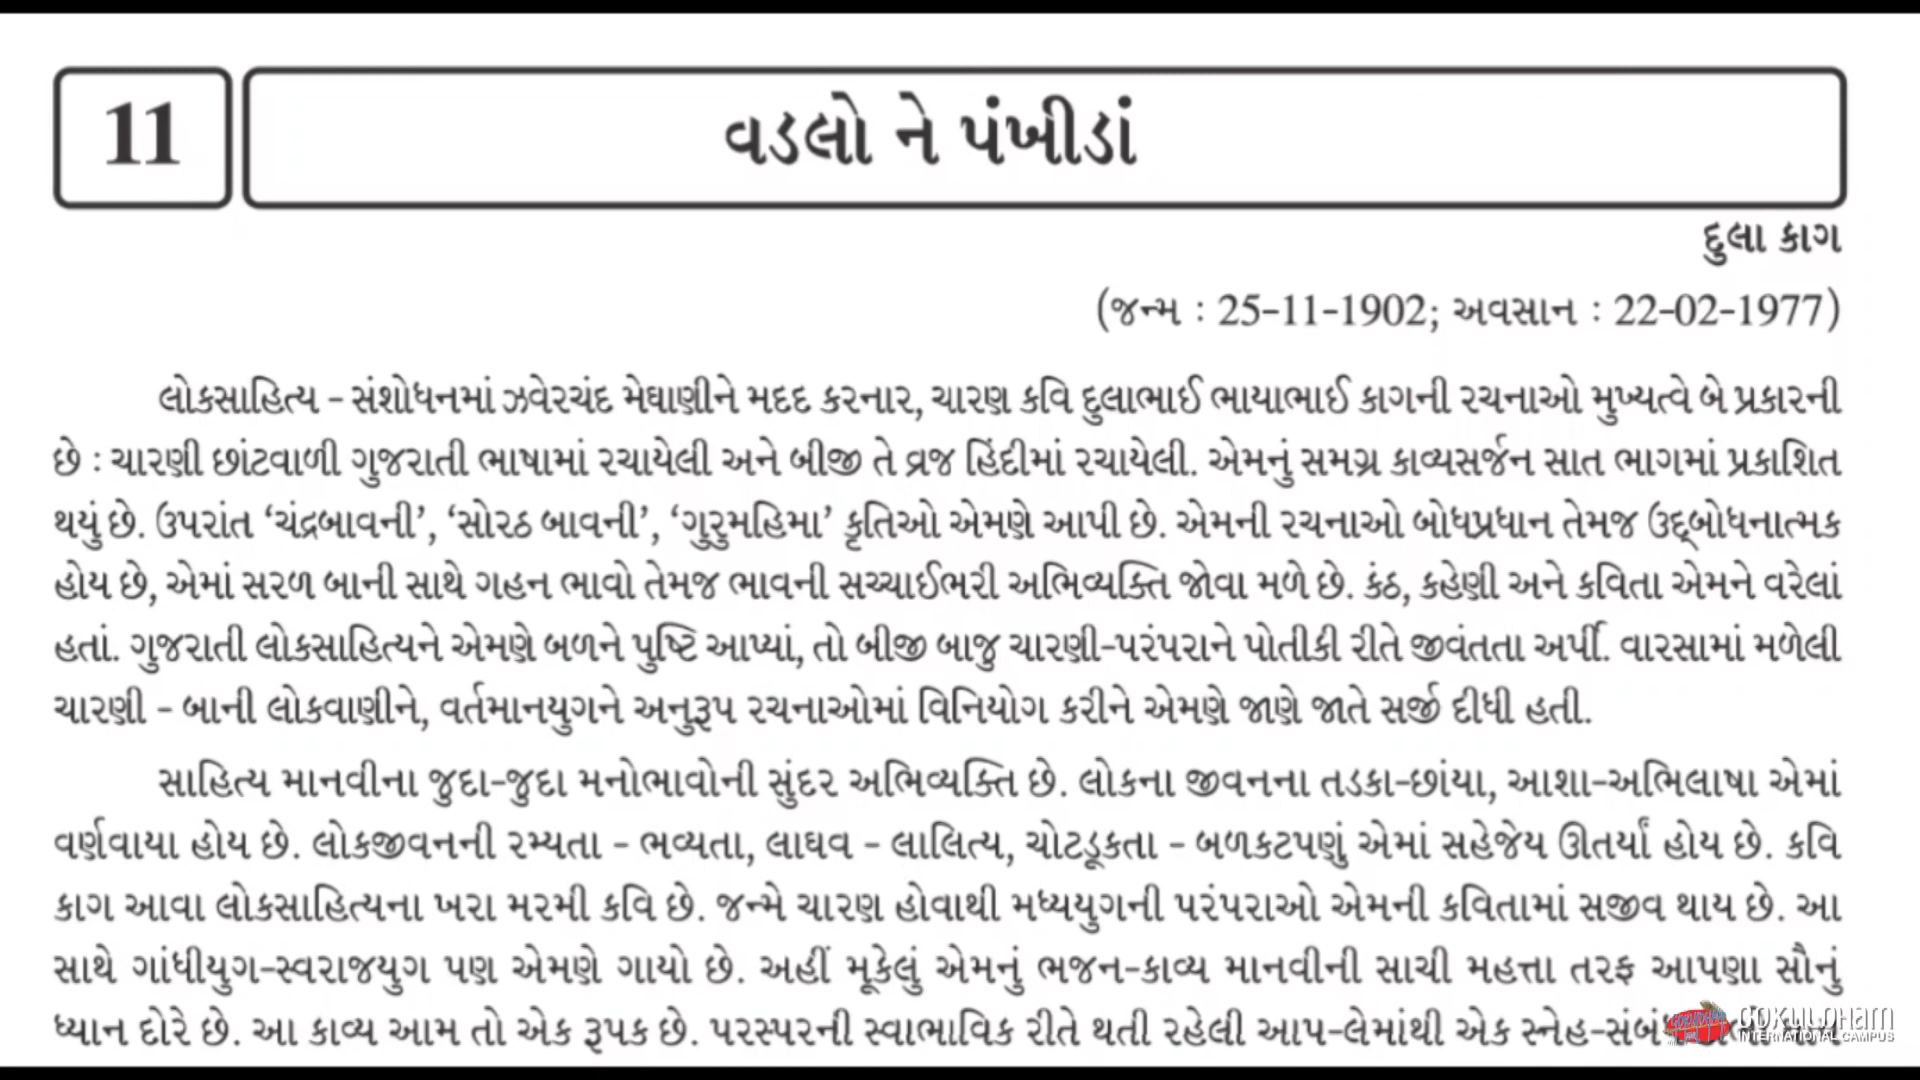 11
વડલો ને પંખીડાં
દુલા કાગ
(જન્મ : 25-11-1902; અવસાન : 22-02-1977)
લોકસાહિત્ય - સંશોધનમાં ઝવેરચંદ મેઘાણીને મદદ કરનાર, ચારણ કવિ દુલાભાઈ ભાયાભાઈ કાગની રચનાઓ મુખ્યત્વે બે પ્રકારની
છે : ચારણી છાંટવાળી ગુજરાતી ભાષામાં રચાયેલી અને બીજી તે વ્રજ હિંદીમાં રચાયેલી. એમનું સમગ્ર કાવ્યસર્જન સાત ભાગમાં પ્રકાશિત
થયું છે. ઉપરાંત ‘ચંદ્રબાવની’, ‘સોરઠ બાવની’, ‘ગુરુમહિમા’ કૃતિઓ એમણે આપી છે. એમની રચનાઓ બોધપ્રધાન તેમજ ઉદ્બોધનાત્મક
હોય છે, એમાં સરળ બાની સાથે ગહન ભાવો તેમજ ભાવની સચ્ચાઈભરી અભિવ્યક્તિ જોવા મળે છે. કંઠ, કહેણી અને કવિતા એમને વરેલાં
હતાં. ગુજરાતી લોકસાહિત્યને એમણે બળને પુષ્ટિ આપ્યાં, તો બીજી બાજુ ચારણી-પરંપરાને પોતીકી રીતે જીવંતતા અર્પી. વારસામાં મળેલી
ચારણી - બાની લોકવાણીને, વર્તમાનયુગને અનુરૂપ રચનાઓમાં વિનિયોગ કરીને એમણે જાણે જાતે સર્જી દીધી હતી.
સાહિત્ય માનવીના જુદા-જુદા મનોભાવોની સુંદર અભિવ્યક્તિ છે. લોકના જીવનના તડકા-છાંયા, આશા-અભિલાષા એમાં
વર્ણવાયા હોય છે. લોકજીવનની રમ્યતા - ભવ્યતા, લાઘવ - લાલિત્ય, ચોટડૂકતા - બળકટપણું એમાં સહેજેય ઊતર્યાં હોય છે. કવિ
કાગ આવા લોકસાહિત્યના ખરા મરમી કવિ છે. જન્મે ચારણ હોવાથી મધ્યયુગની પરંપરાઓ એમની કવિતામાં સજીવ થાય છે. આ
સાથે ગાંધીયુગ-સ્વરાજયુગ પણ એમણે ગાયો છે. અહીં મૂકેલું એમનું ભજન-કાવ્ય માનવીની સાચી મહત્તા તરફ આપણા સૌનું
ધ્યાન દોરે છે. આ કાવ્ય આમ તો એક રૂપક છે. પરસ્પરની સ્વાભાવિક રીતે થતી રહેલી આપ-લેમાંથી એક
GOKULDHAM
INTERNATIONAL CAMPUS